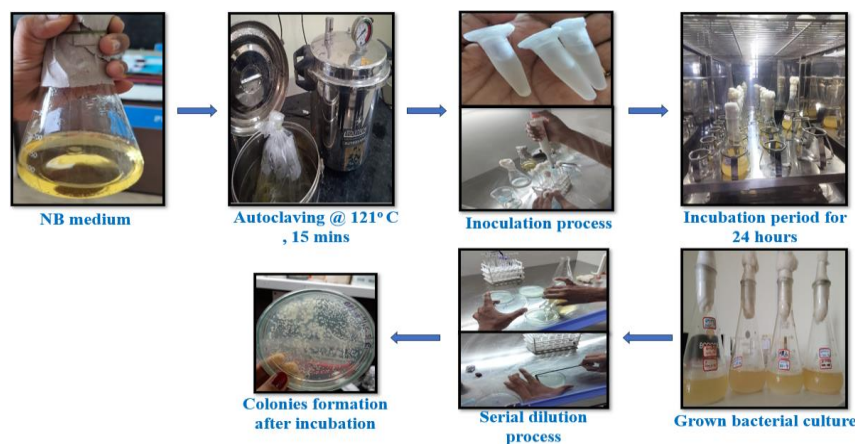 NB medium
Autoclaving @ 121° C
, 15 mins
Inoculation process
Incubation period for
24 hours
Colonies formation
after incubation
Serial dilution
process
Grown bacterial culture